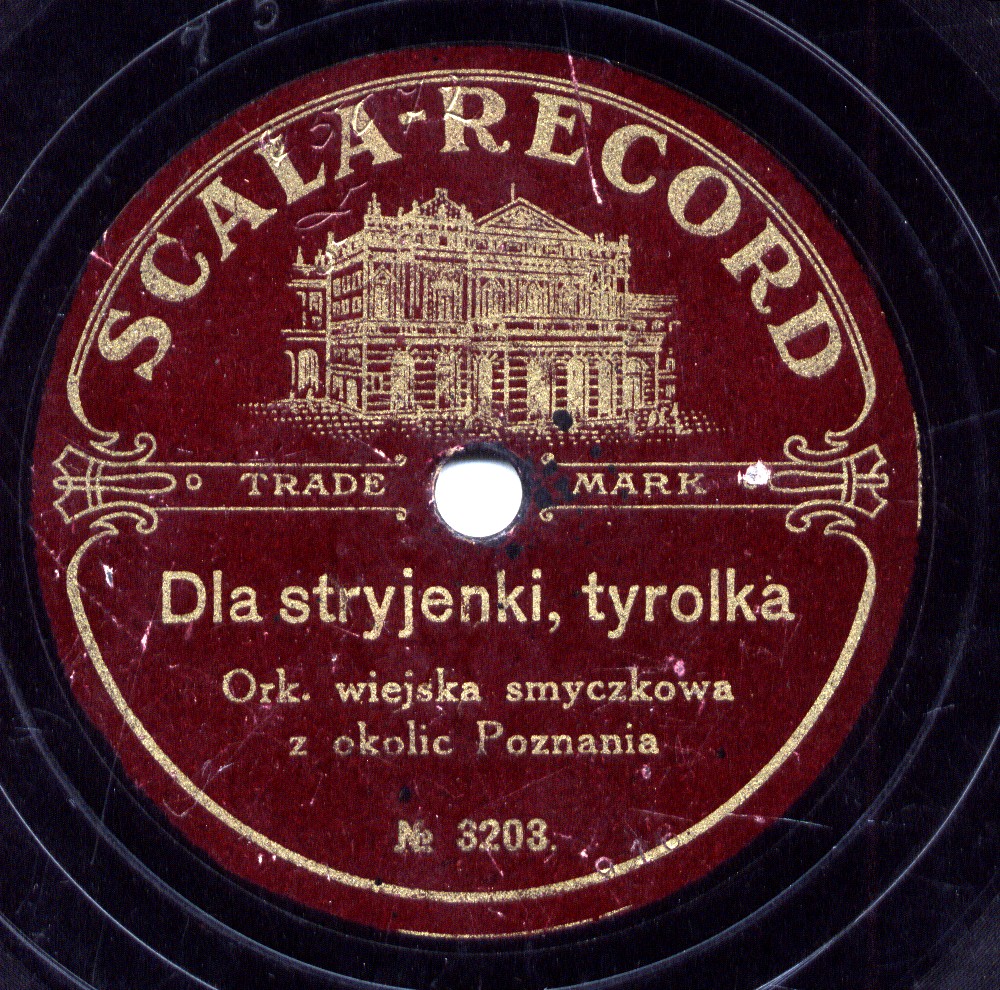 SCALA-RECORD
TRADE MARK
Dla stryjenki, tyrolka
Ork. wiejska smyczkowa
z okolic Poznania
№ 3203.